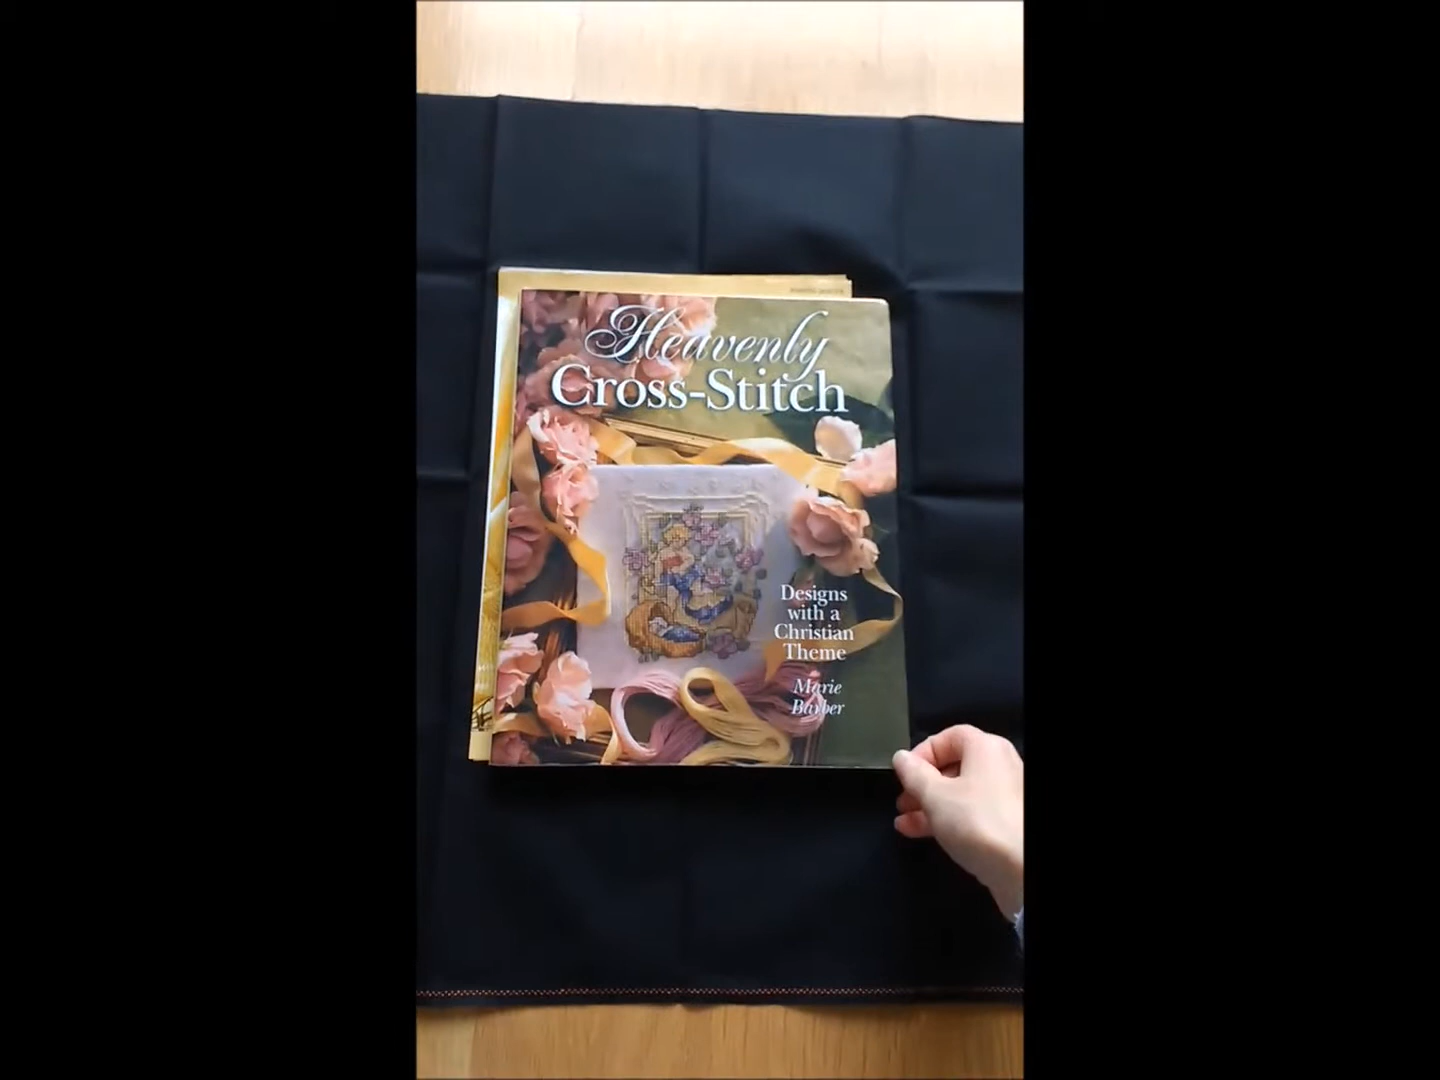 Heavenly
Cross-Stitch
Designs
with a
Christian
Theme
Marie
Barber